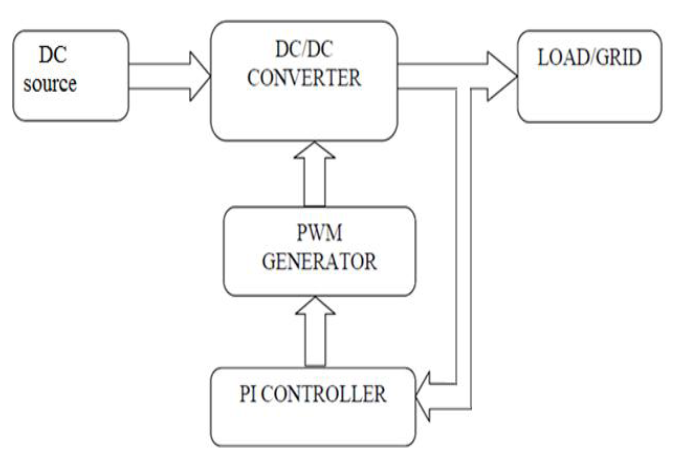 DC
source
DC/DC
CONVERTER
LOAD/GRID
PWM
GENERATOR
PI CONTROLLER